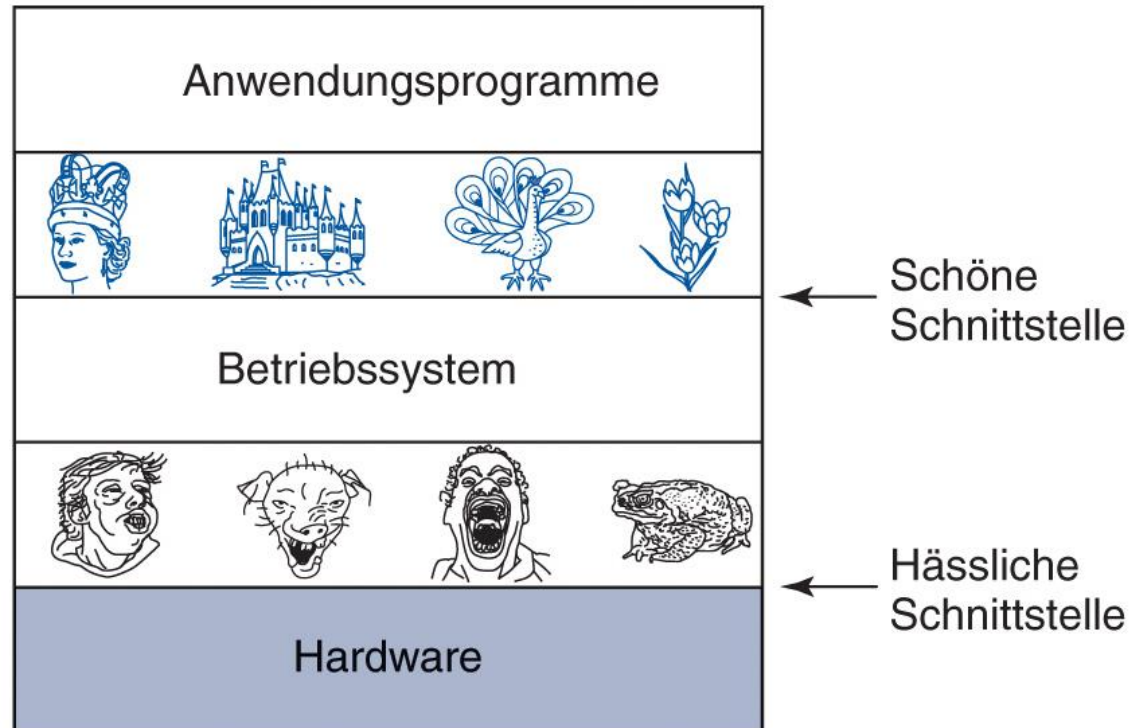 Anwendungsprogramme
Schöne
Schnittstelle
Betriebssystem
Hässliche
Schnittstelle
Hardware